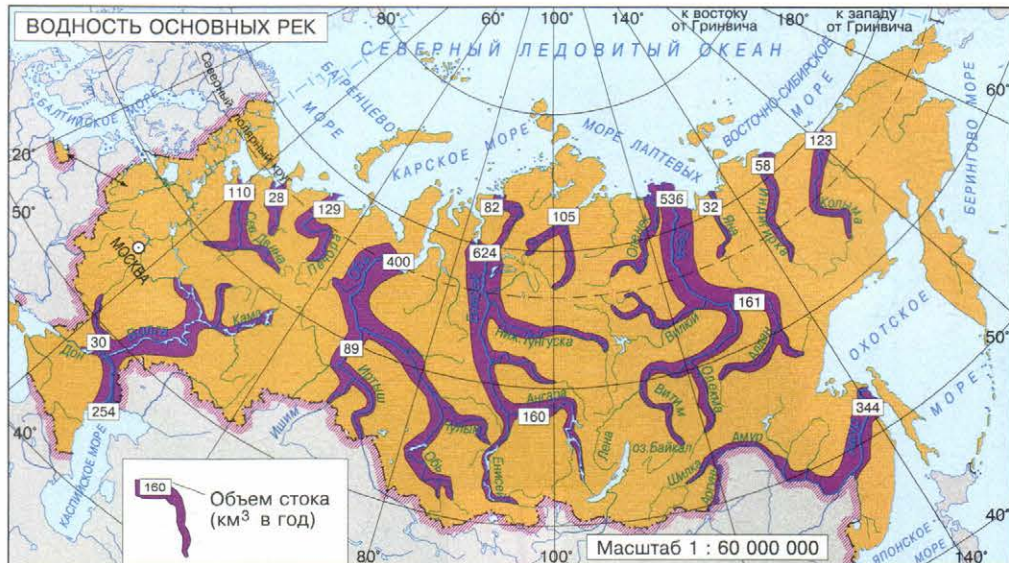 ВОДНОСТЬ ОСНОВНЫХ РЕК
40° 60° 100° 140° 180°
к востоку
от Гринвича
к западу
от Гринвича
СЕВЕРНЫЙ ЛЕДОВИТЫЙ ОКЕАН
БАЛТИЙСКОЕ МОРЕ
Северный полярный круг
БАРЕНЦЕВО
МОРЕ
КАРСКОЕ МОРЕ
МОРЕ ЛАПТЕВЫХ
ВОСТОЧНО-СИБИРСКОЕ
МОРЕ
БЕРИНГОВО МОРЕ
60°
20°
50°
110
28
129
82
105
536
32
58
123
Сев. Двина
Печора
Оленек
Яна
Индигирка
Колыма
МОСКВА
400
624
161
50°
ОХОТСКОЕ
МОРЕ
Дон
30
Волга
Кама
89
Иртыш
Ниж. Тунгуска
Вилюй
Алдан
Олёкма
Витим
254
Ишим
Обь
Чулым
Енисей
Ангара
160
Лена
оз.Байкал
Шилка
Аргунь
Амур
344
40°
КАСПИЙСКОЕ МОРЕ
160
Объем стока
(км³ в год)
80°
100°
Масштаб 1 : 60 000 000
ЯПОНСКОЕ
МОРЕ
40°
140°